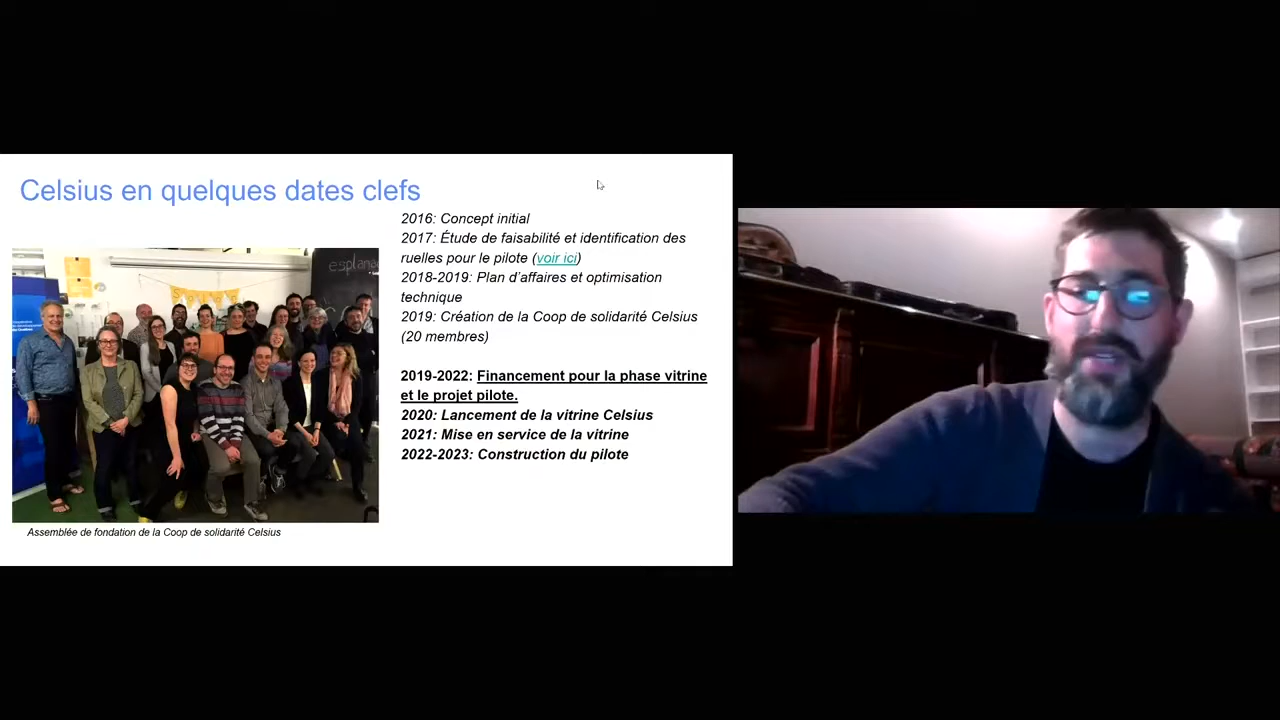 Celsius en quelques dates clefs
2016: Concept initial
2017: Étude de faisabilité et identification des
ruelles pour le pilote (voir ici)
2018-2019: Plan d’affaires et optimisation
technique
2019: Création de la Coop de solidarité Celsius
(20 membres)
2019-2022: Financement pour la phase vitrine
et le projet pilote.
2020: Lancement de la vitrine Celsius
2021: Mise en service de la vitrine
2022-2023: Construction du pilote
esplana
Assemblée de fondation de la Coop de solidarité Celsius